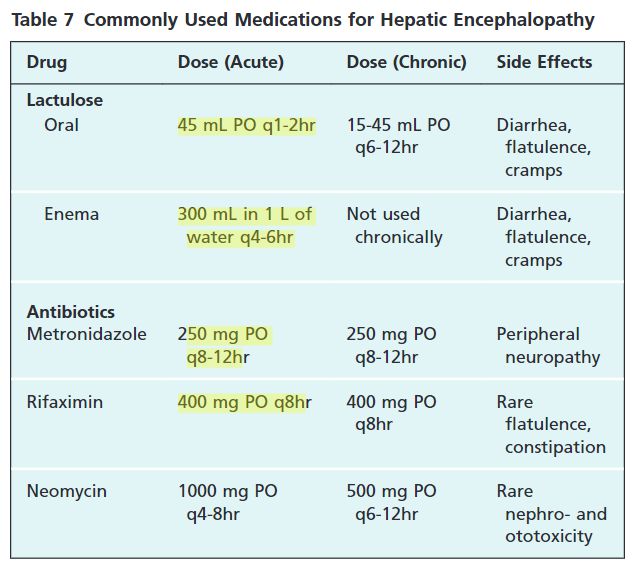 Table 7 Commonly Used Medications for Hepatic Encephalopathy
Drug Dose (Acute) Dose (Chronic) Side Effects
Lactulose
Oral 45 mL PO q1-2hr 15-45 mL PO Diarrhea,
q6-12hr flatulence,
cramps
Enema 300 mL in 1 L of Not used Diarrhea,
water q4-6hr chronically flatulence,
cramps
Antibiotics
Metronidazole 250 mg PO 250 mg PO Peripheral
q8-12hr q8-12hr neuropathy
Rifaximin 400 mg PO q8hr 400 mg PO Rare
q8hr flatulence,
constipation
Neomycin 1000 mg PO 500 mg PO Rare
q4-8hr q6-12hr nephro- and
ototoxicity